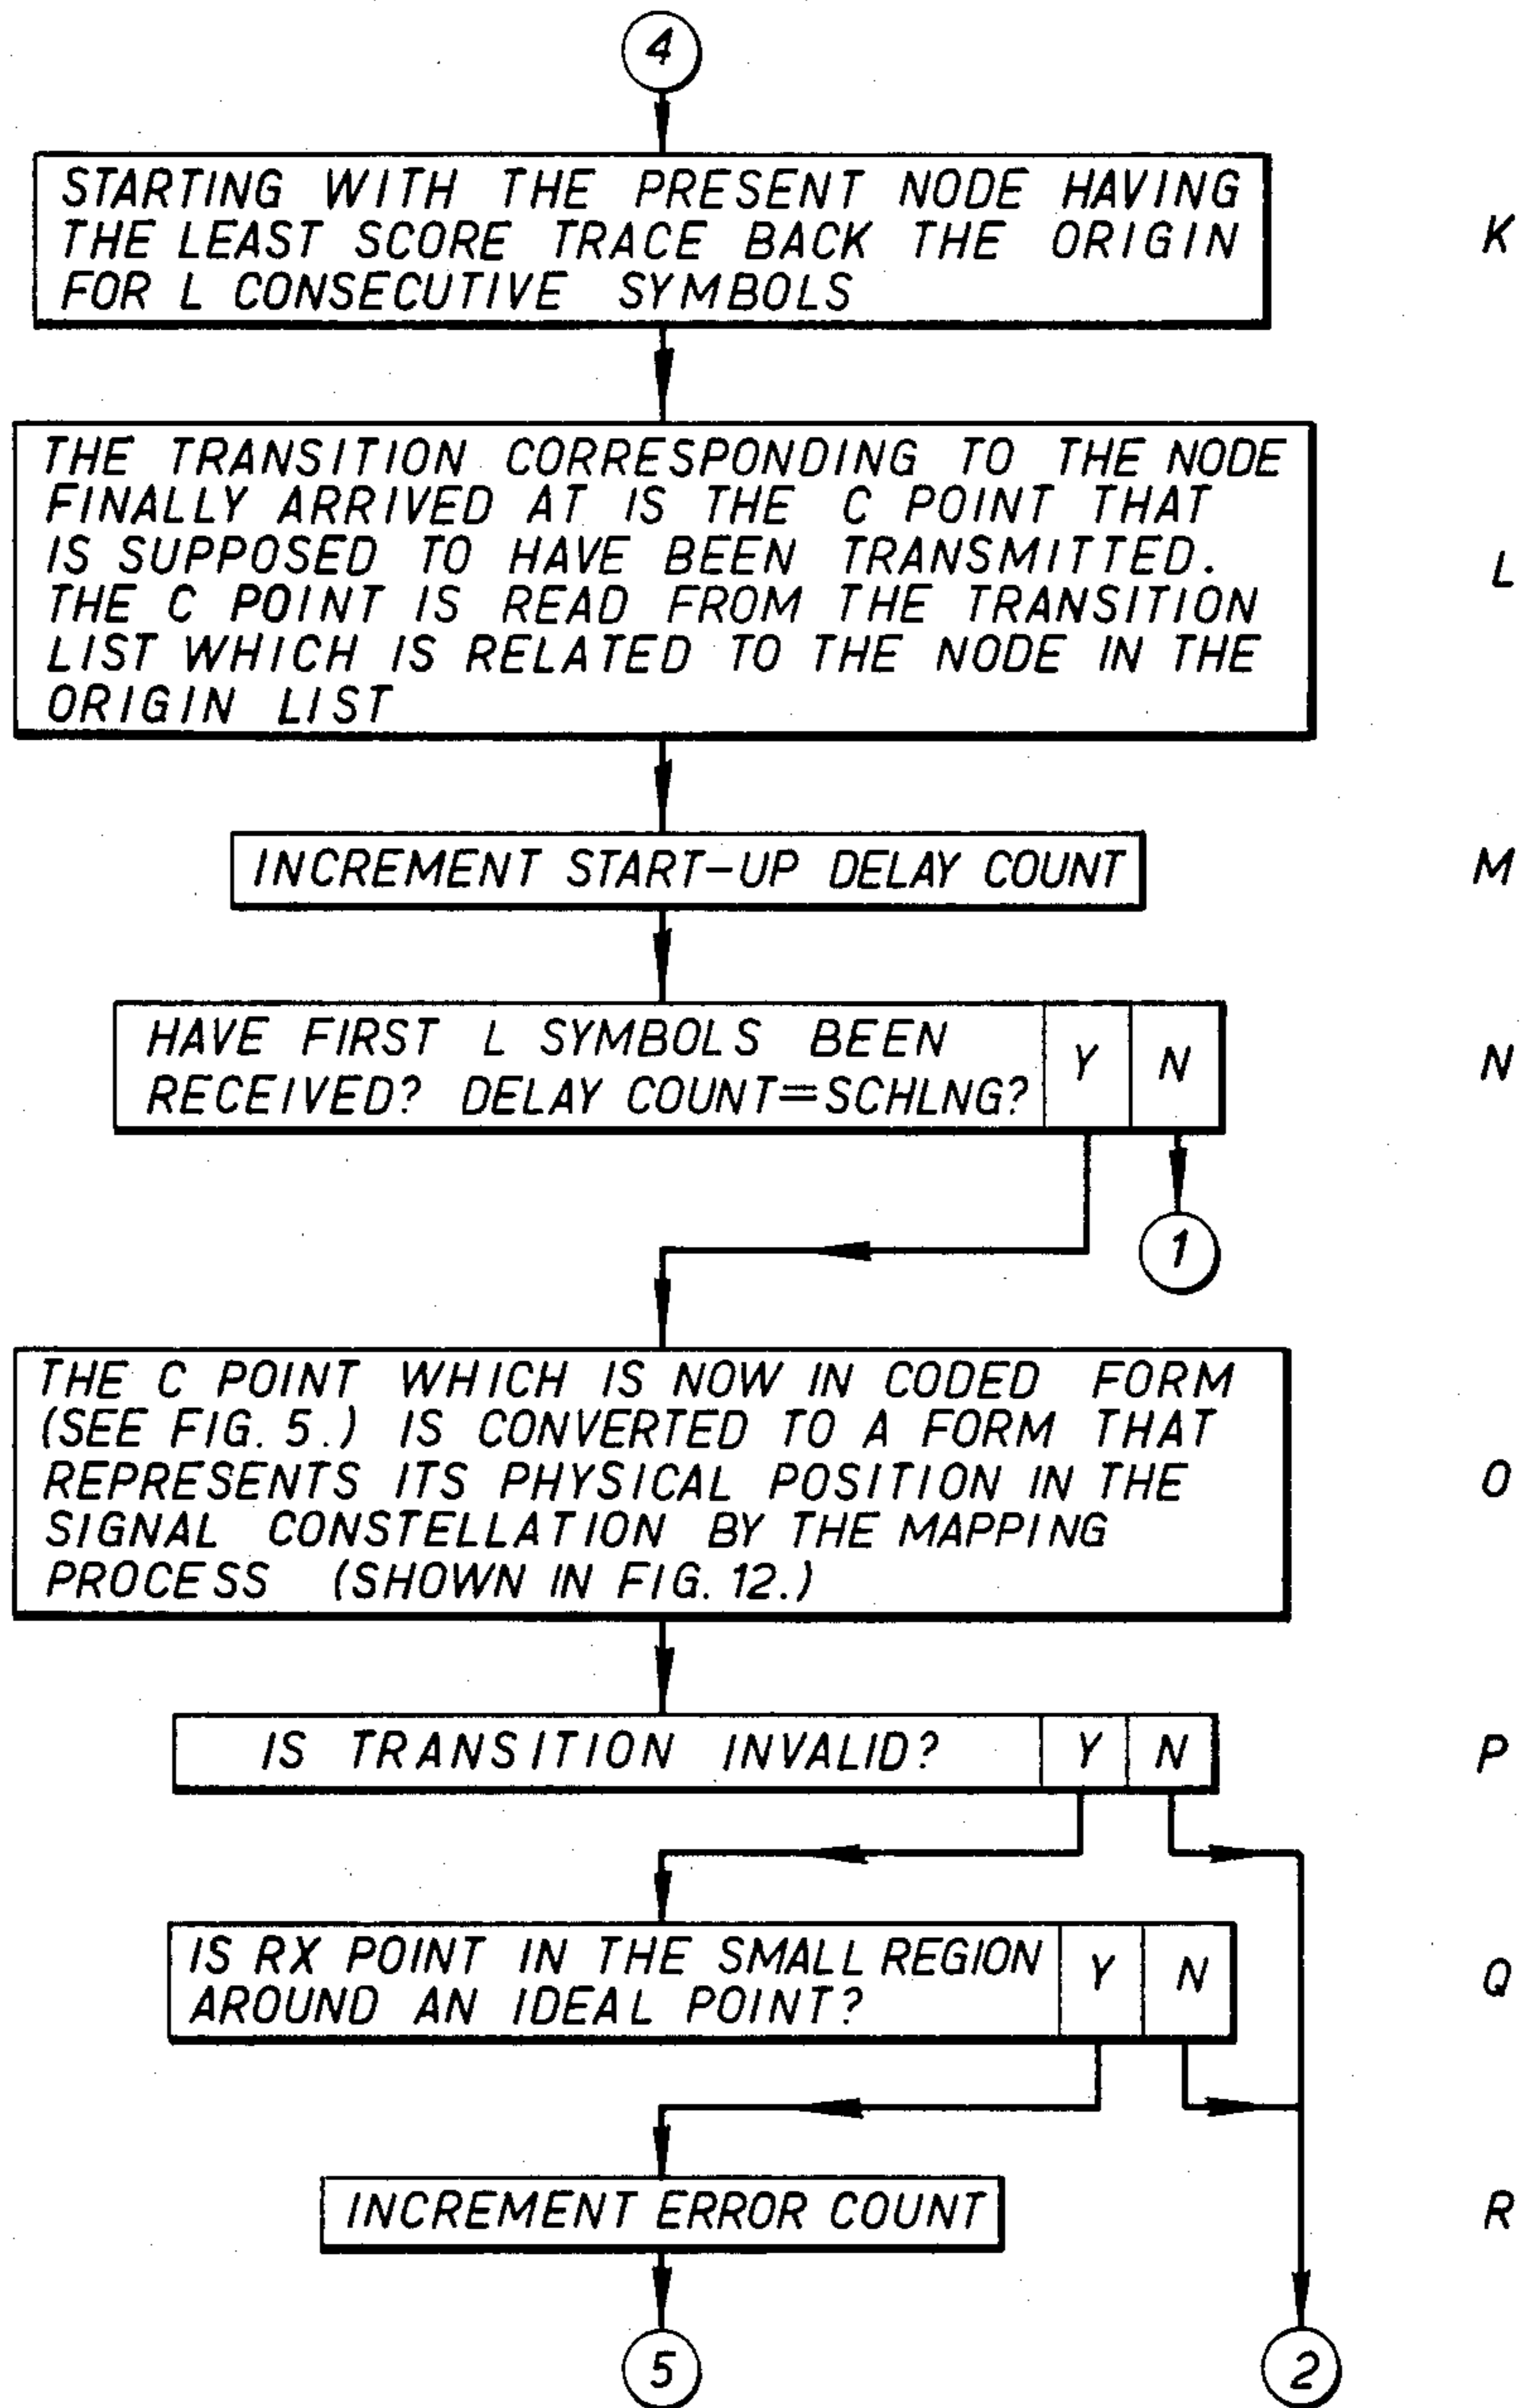 4
STARTING WITH THE PRESENT NODE HAVING
THE LEAST SCORE TRACE BACK THE ORIGIN
FOR L CONSECUTIVE SYMBOLS
K
THE TRANSITION CORRESPONDING TO THE NODE
FINALLY ARRIVED AT IS THE C POINT THAT
IS SUPPOSED TO HAVE BEEN TRANSMITTED.
THE C POINT IS READ FROM THE TRANSITION
LIST WHICH IS RELATED TO THE NODE IN THE
ORIGIN LIST
L
INCREMENT START-UP DELAY COUNT
M
HAVE FIRST L SYMBOLS BEEN
RECEIVED? DELAY COUNT=SCHLNG?
Y N
N
1
THE C POINT WHICH IS NOW IN CODED FORM
(SEE FIG. 5.) IS CONVERTED TO A FORM THAT
REPRESENTS ITS PHYSICAL POSITION IN THE
SIGNAL CONSTELLATION BY THE MAPPING
PROCESS (SHOWN IN FIG. 12.)
O
IS TRANSITION INVALID? Y N
P
IS RX POINT IN THE SMALL REGION
AROUND AN IDEAL POINT?
Y N
Q
INCREMENT ERROR COUNT
R
5
2